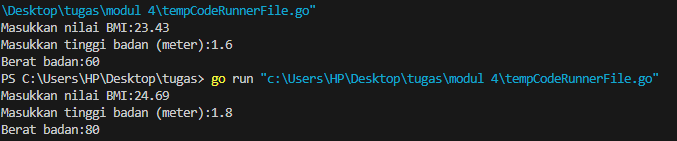 \Desktop\tugas\modul 4\tempCodeRunnerFile.go"
Masukkan nilai BMI:23.43
Masukkan tinggi badan (meter):1.6
Berat badan:60
PS C:\Users\HP\Desktop\tugas> go run "c:\Users\HP\Desktop\tugas\modul 4\tempCodeRunnerFile.go"
Masukkan nilai BMI:24.69
Masukkan tinggi badan (meter):1.8
Berat badan:80